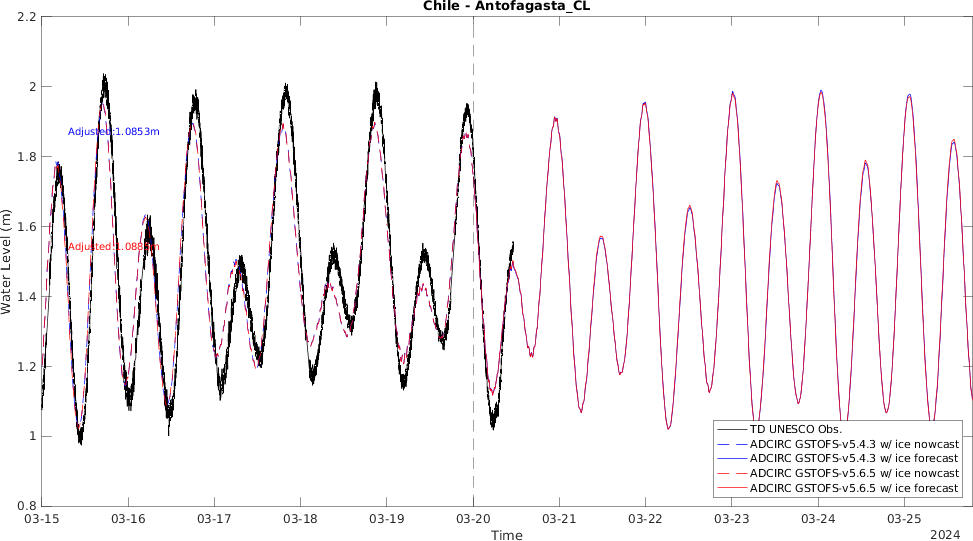 Chile - Antofagasta_CL
2.2
2
1.8
1.6
1.4
1.2
1
0.8
Water Level (m)
Adjusted:1.0853m
Adjusted:1.088
TD UNESCO Obs.
ADCIRC GSTOFS-v5.4.3 w/ ice nowcast
ADCIRC GSTOFS-v5.4.3 w/ ice forecast
ADCIRC GSTOFS-v5.6.5 w/ ice nowcast
ADCIRC GSTOFS-v5.6.5 w/ ice forecast
03-15 03-16 03-17 03-18 03-19 03-20 03-21 03-22 03-23 03-24 03-25
Time
2024